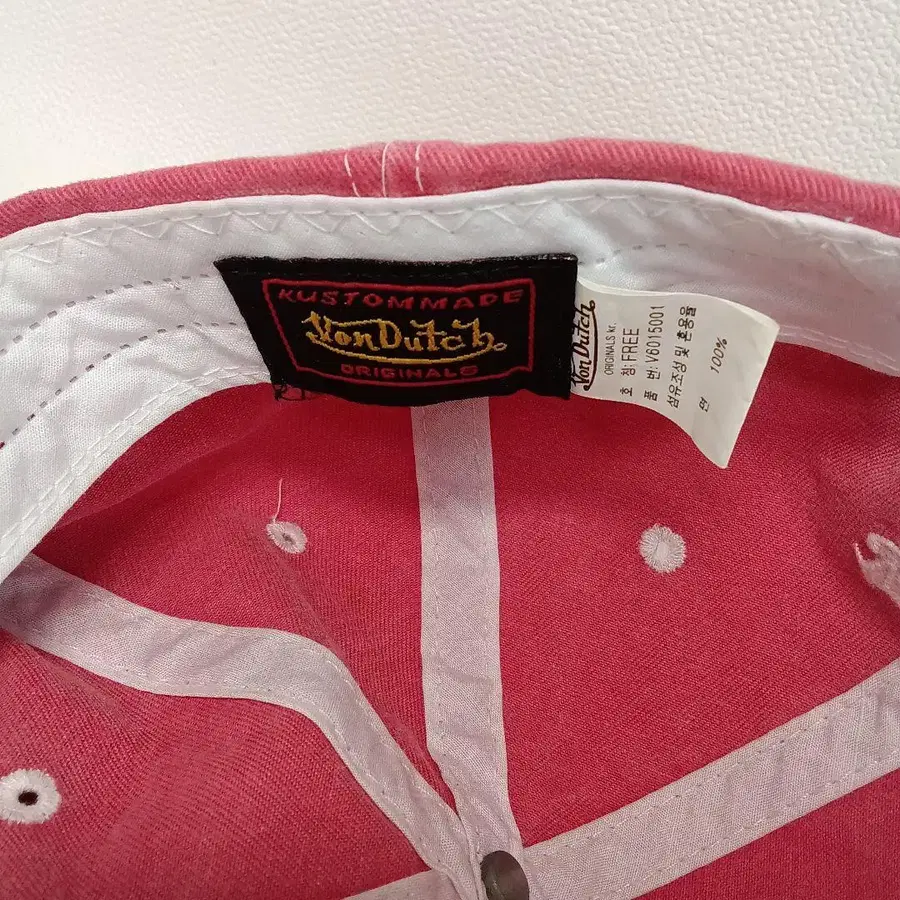 KUSTOMMADE
Von Dutch.
ORIGINALS
Von Dutch
ORIGINALS kr.
호 칭:FREE
품 번:V6015001
섬유조성 및 혼용율
면 100%